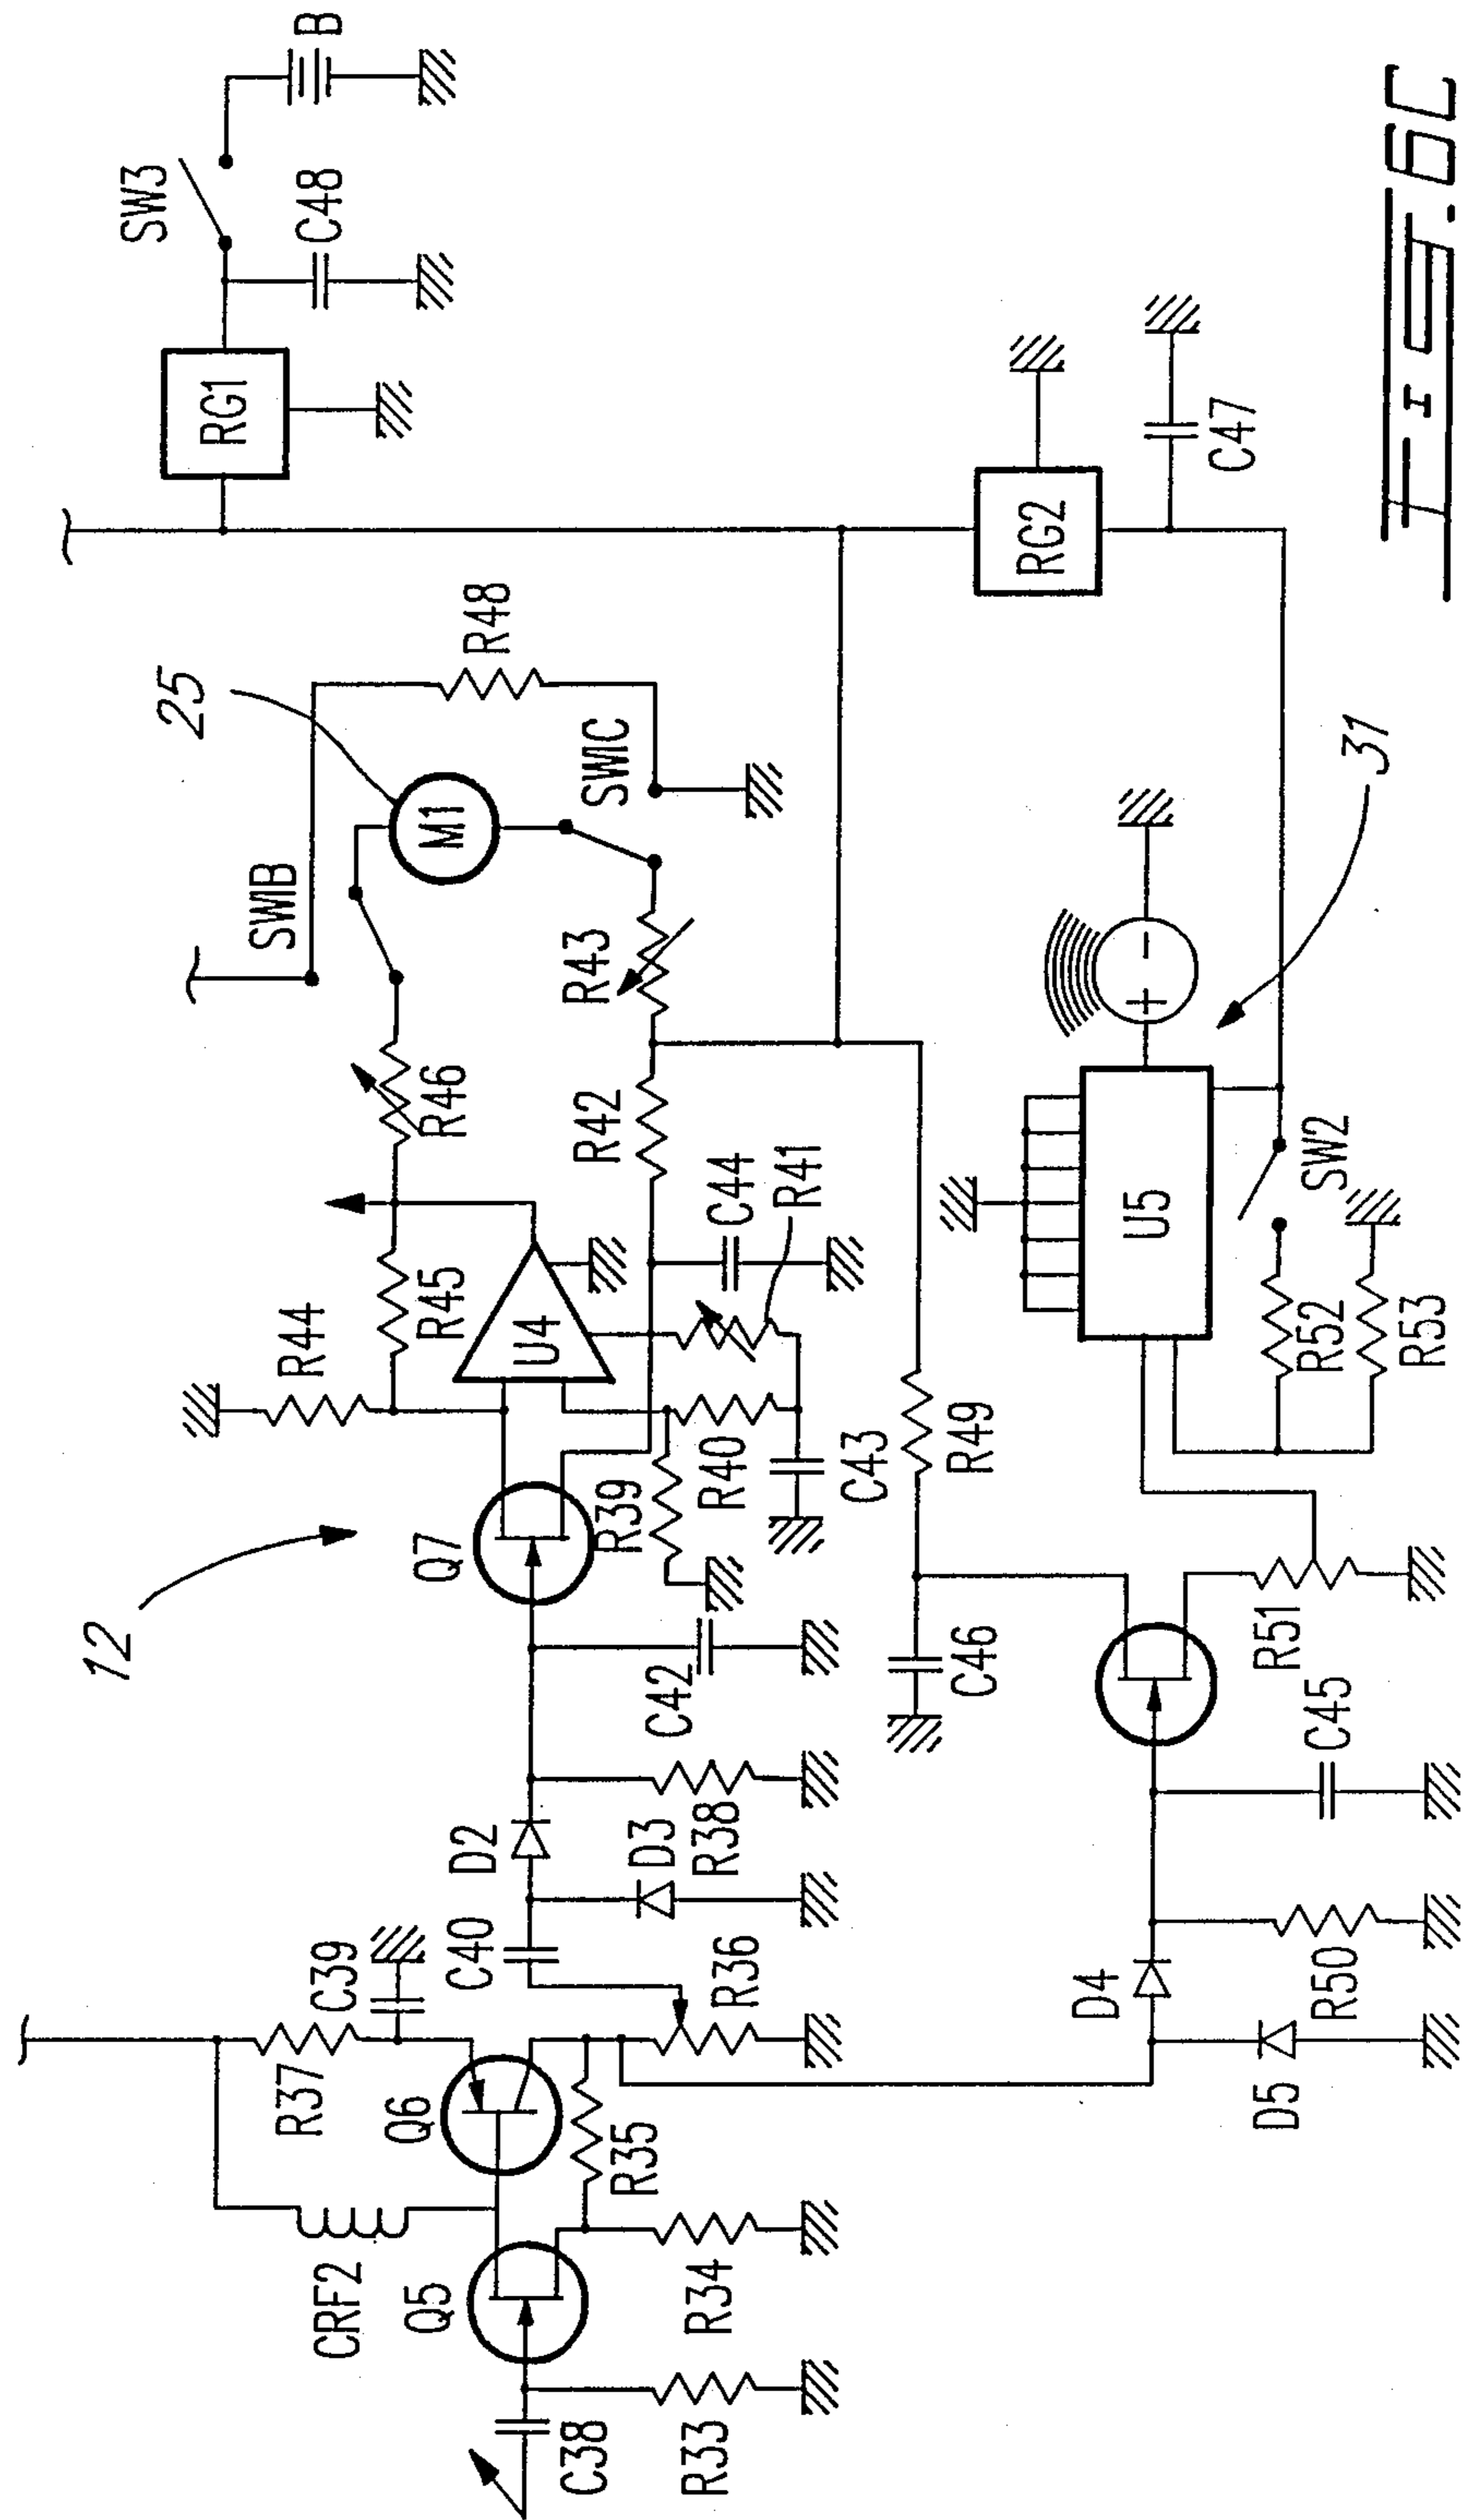 SW3
B
C48
RG1
25
SWIB
M1
R48
SWIC
R43
R46
R42
R44
R45
U4
C44
R41
12
Q7
R39
R40
C43
C42
D2
D3
R38
C40
C39
R37
R36
Q6
R35
CRF2
Q5
R34
C38
R33
RG2
C47
31
+ -
U5
SW2
R52
R53
R49
C46
R51
C45
D4
R50
D5
FIG. 6C